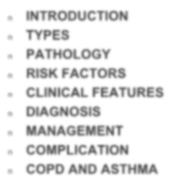 INTRODUCTION
TYPES
PATHOLOGY
RISK FACTORS
CLINICAL FEATURES
DIAGNOSIS
MANAGEMENT
COMPLICATION
COPD AND ASTHMA